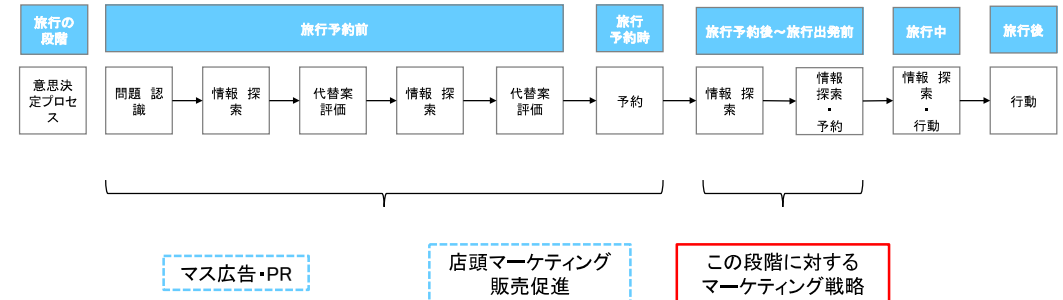 旅行の
段階
旅行予約前
旅行
予約時
旅行予約後～旅行出発前
旅行中
旅行後
意思決
定プロセ
ス
問題 認
識
情報 探
索
代替案
評価
情報 探
索
代替案
評価
予約
情報 探
索
情報
探索
・
予約
情報 探
索
・
行動
行動
マス広告・PR
店頭マーケティング
販売促進
この段階に対する
マーケティング戦略